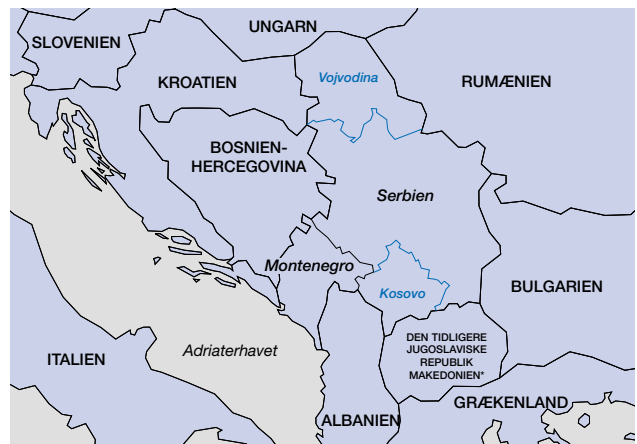 UNGARN
SLOVENIEN
KROATIEN
Vojvodina
RUMÆNIEN
BOSNIEN-
HERCEGOVINA
Serbien
Montenegro
Kosovo
BULGARIEN
DEN TIDLIGERE
JUGOSLAVISKE
REPUBLIK
MAKEDONIEN*
Adriaterhavet
ITALIEN
ALBANIEN
GRÆKENLAND